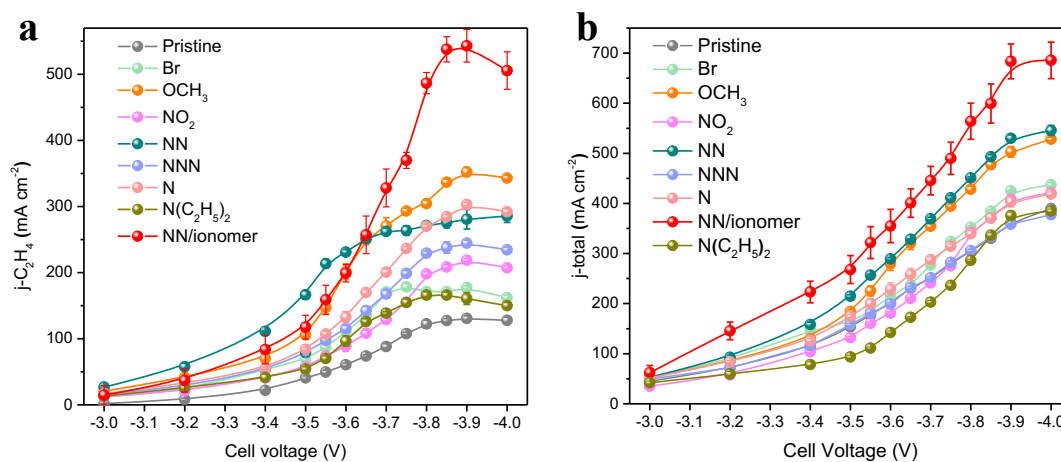 a
j-C₂H₄ (mA cm⁻²)
500
400
300
200
100
0
Pristine
Br
OCH₃
NO₂
NN
NNN
N
N(C₂H₅)₂
NN/ionomer
-3.0 -3.1 -3.2 -3.3 -3.4 -3.5 -3.6 -3.7 -3.8 -3.9 -4.0
Cell voltage (V)
b
j-total (mA cm⁻²)
700
600
500
400
300
200
100
0
Pristine
Br
OCH₃
NO₂
NN
NNN
N
NN/ionomer
N(C₂H₅)₂
-3.0 -3.1 -3.2 -3.3 -3.4 -3.5 -3.6 -3.7 -3.8 -3.9 -4.0
Cell Voltage (V)